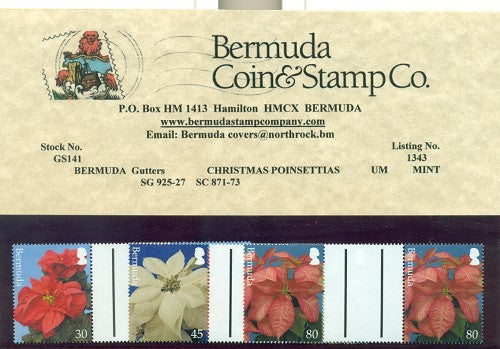 Bermuda
Coin & Stamp Co.
P.O. Box HM 1413 Hamilton HMCX BERMUDA
www.bermudastampcompany.com
Email: Bermuda covers@northrock.bm
Stock No. Listing No.
GS141 1343
BERMUDA Gutters CHRISTMAS POINSETTIAS UM MINT
SG 925-27 SC 871-73
Bermuda 30
Bermuda 45
Bermuda 80
Bermuda 80